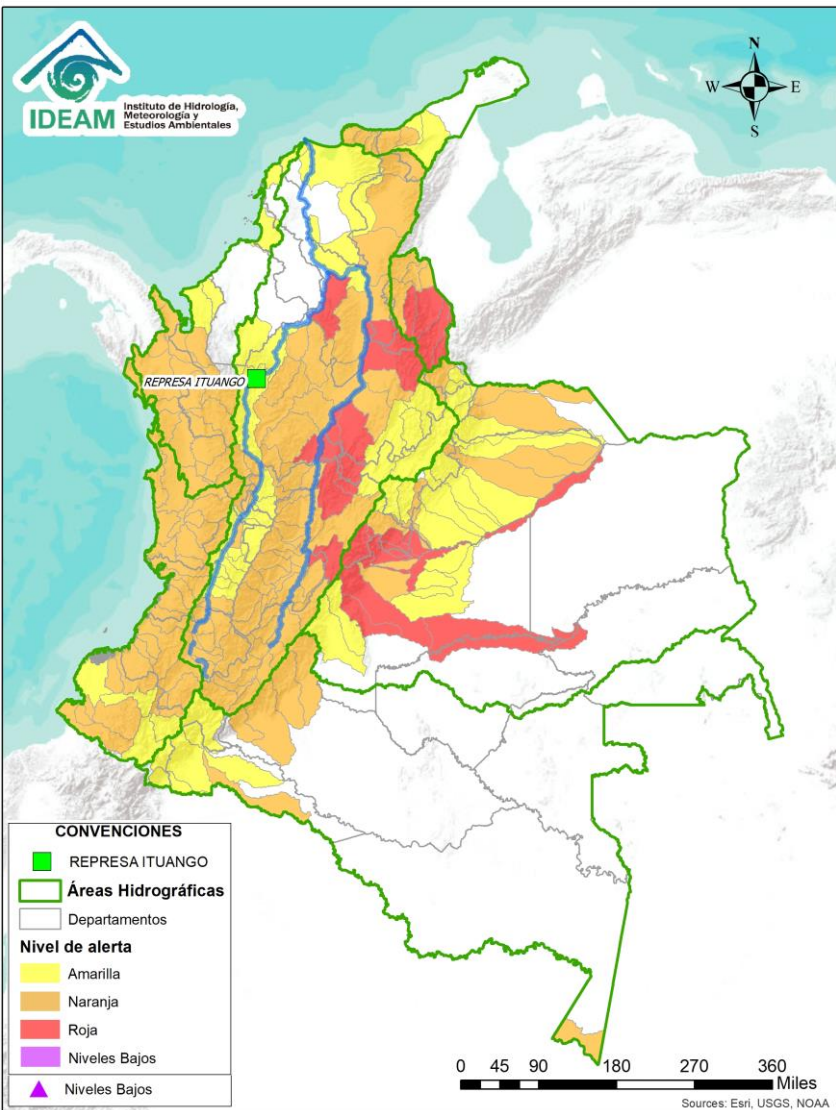 IDEAM
Instituto de Hidrología,
Meteorología y
Estudios Ambientales
N
W
E
S
REPRESA ITUANGO
CONVENCIONES
REPRESA ITUANGO
Áreas Hidrográficas
Departamentos
Nivel de alerta
Amarilla
Naranja
Roja
Niveles Bajos
Niveles Bajos
0 45 90 180 270 360
Miles
Sources: Esri, USGS, NOAA